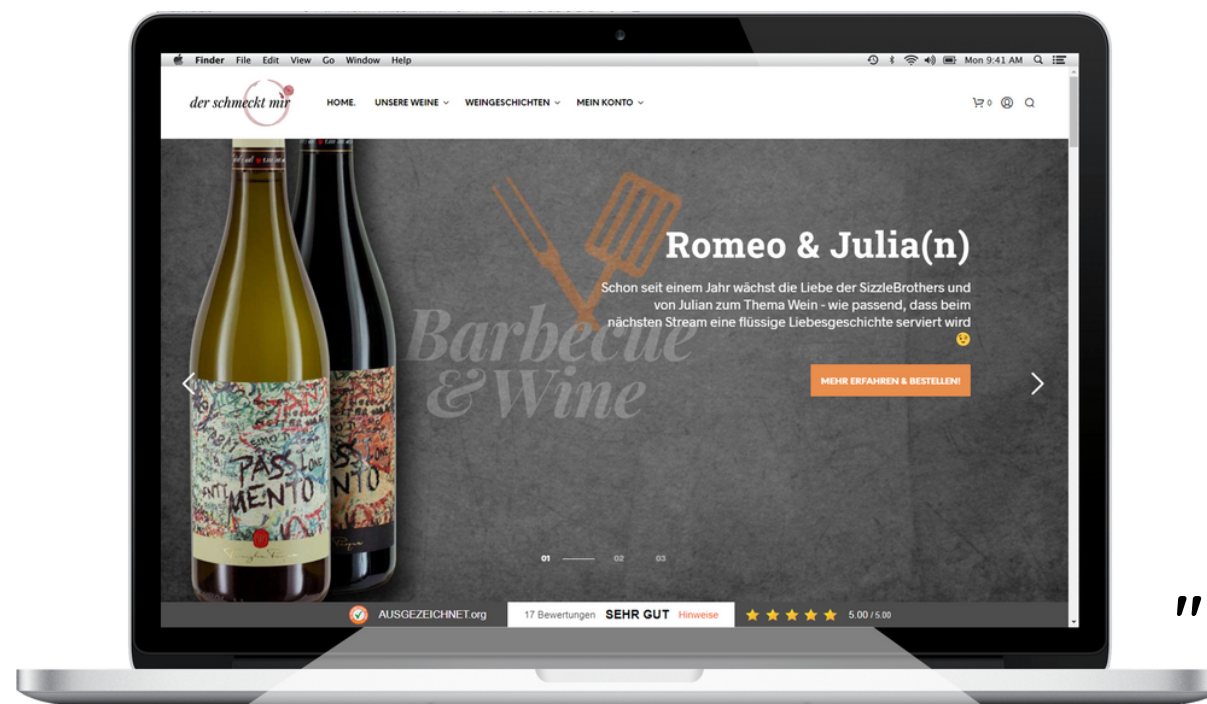 Finder File Edit View Go Window Help
Mon 9:41 AM
der schmeckt mir
HOME. UNSERE WEINE WEINGESCHICHTEN MEIN KONTO
0
Romeo & Julia(n)
Schon seit einem Jahr wächst die Liebe der SizzleBrothers und
von Julian zum Thema Wein - wie passend, dass beim
nächsten Stream eine flüssige Liebesgeschichte serviert wird
😉
MEHR ERFAHREN & BESTELLEN!
Barbecue
& Wine
PASSIONE
MENTO
01 02 03
AUSGEZEICHNET.org 17 Bewertungen SEHR GUT Hinweise 5.00 / 5.00
"